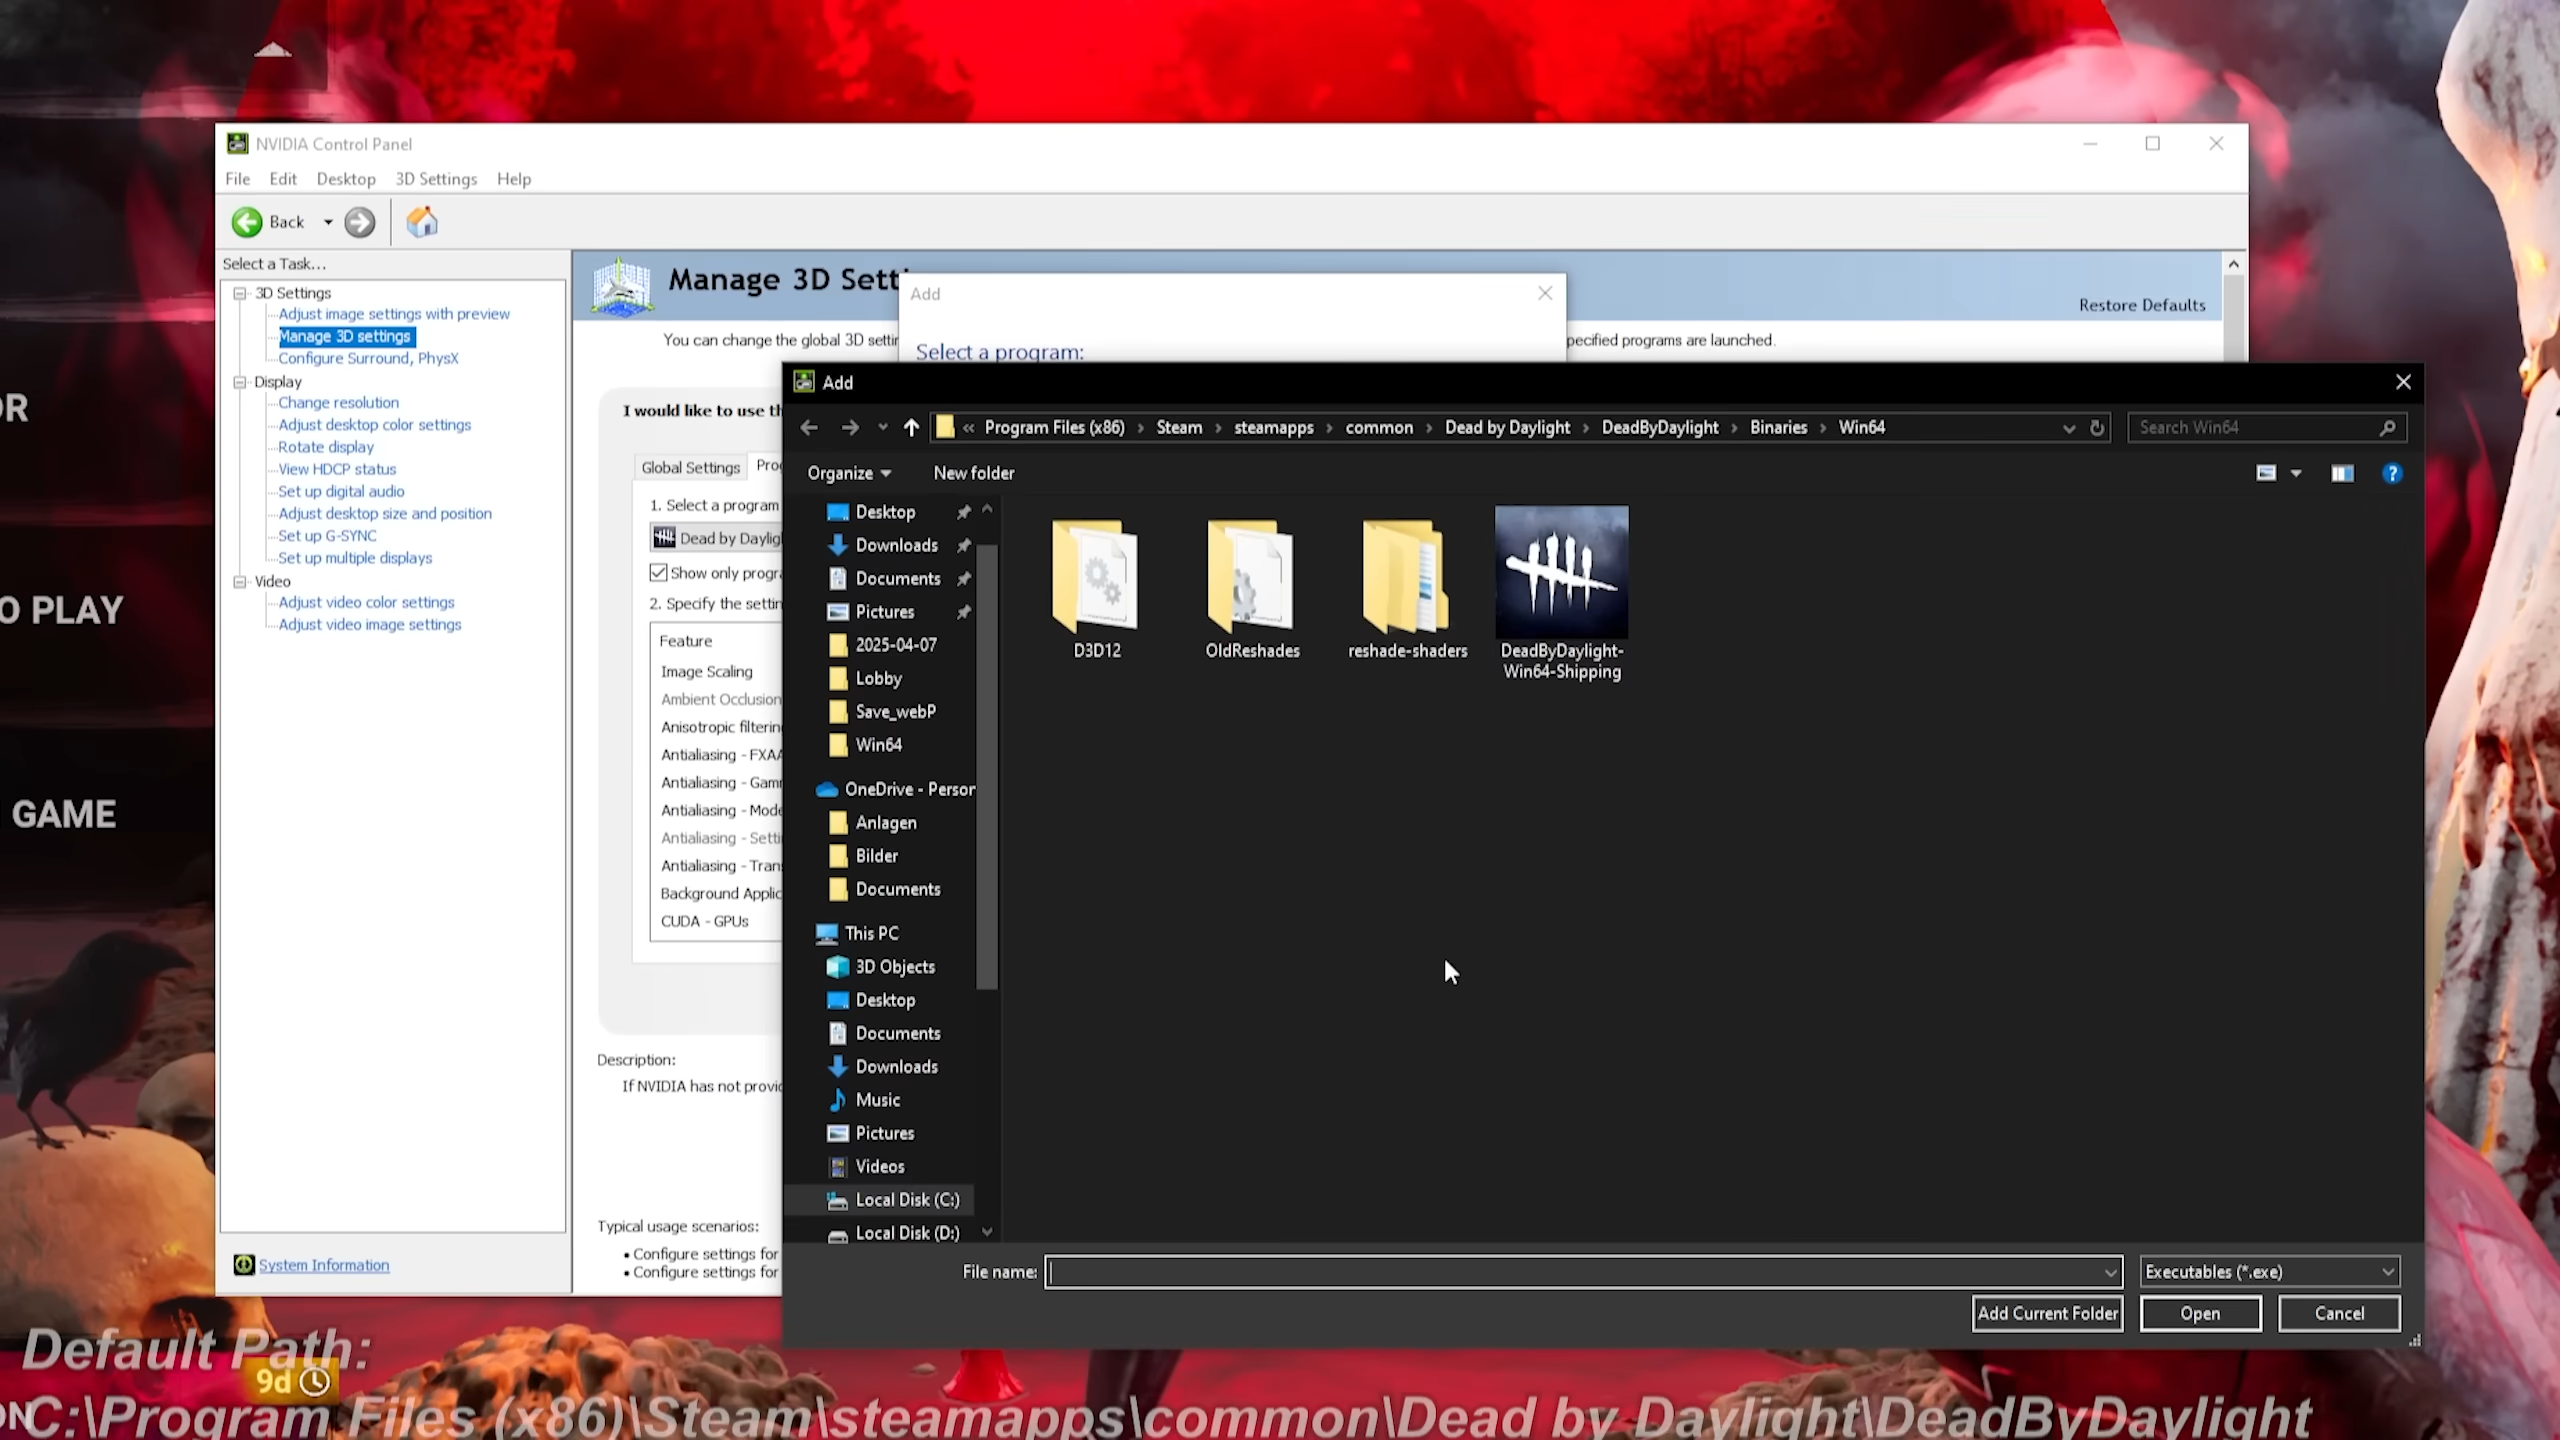 NVIDIA Control Panel
File Edit Desktop 3D Settings Help
Back
Select a Task...
3D Settings
Adjust image settings with preview
Manage 3D settings
Configure Surround, PhysX
Display
Change resolution
Adjust desktop color settings
Rotate display
View HDCP status
Set up digital audio
Adjust desktop size and position
Set up G-SYNC
Set up multiple displays
Video
Adjust video color settings
Adjust video image settings
System Information
Manage 3D Sett
Restore Defaults
You can change the global 3D settin
pecified programs are launched.
Add
Select a program:
I would like to use th
Global Settings Pro
1. Select a program
Dead by Daylig
Show only progra
2. Specify the settin
Feature
Image Scaling
Ambient Occlusion
Anisotropic filterin
Antialiasing - FXAA
Antialiasing - Gam
Antialiasing - Mode
Antialiasing - Setti
Antialiasing - Tran
Background Applic
CUDA - GPUs
Description:
If NVIDIA has not provid
Typical usage scenarios:
• Configure settings for
• Configure settings for
Add
« Program Files (x86) › Steam › steamapps › common › Dead by Daylight › DeadByDaylight › Binaries › Win64
Search Win64
Organize New folder
Desktop
Downloads
Documents
Pictures
2025-04-07
Lobby
Save_webP
Win64
OneDrive - Person
Anlagen
Bilder
Documents
This PC
3D Objects
Desktop
Documents
Downloads
Music
Pictures
Videos
Local Disk (C:)
Local Disk (D:)
D3D12
OldReshades
reshade-shaders
DeadByDaylight-
Win64-Shipping
File name:
Executables (*.exe)
Add Current Folder Open Cancel
OR
O PLAY
GAME
Default Path:
9d
ON
C:\Program Files (x86)\Steam\steamapps\common\Dead by Daylight\DeadByDaylight